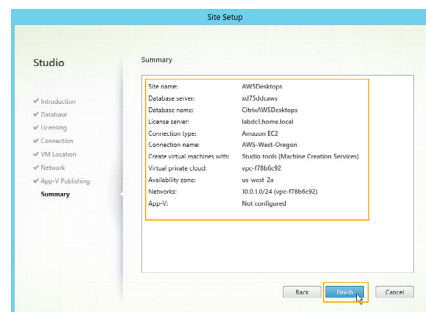 Site Setup
Studio
Summary
✔ Introduction
✔ Database
✔ Licensing
✔ Connection
✔ VM Location
✔ Network
✔ App-V Publishing
Summary
Site name: AWSDesktops
Database server: xd75ddcaws
Database name: CitrixAWSDesktops
License server: labdc1.home.local
Connection type: Amazon EC2
Connection name: AWS-West-Oregon
Create virtual machines with: Studio tools (Machine Creation Services)
Virtual private cloud: vpc-f78b6c92
Availability zone: us-west-2a
Networks: 10.0.1.0/24 (vpc-f78b6c92)
App-V: Not configured
Back Finish Cancel